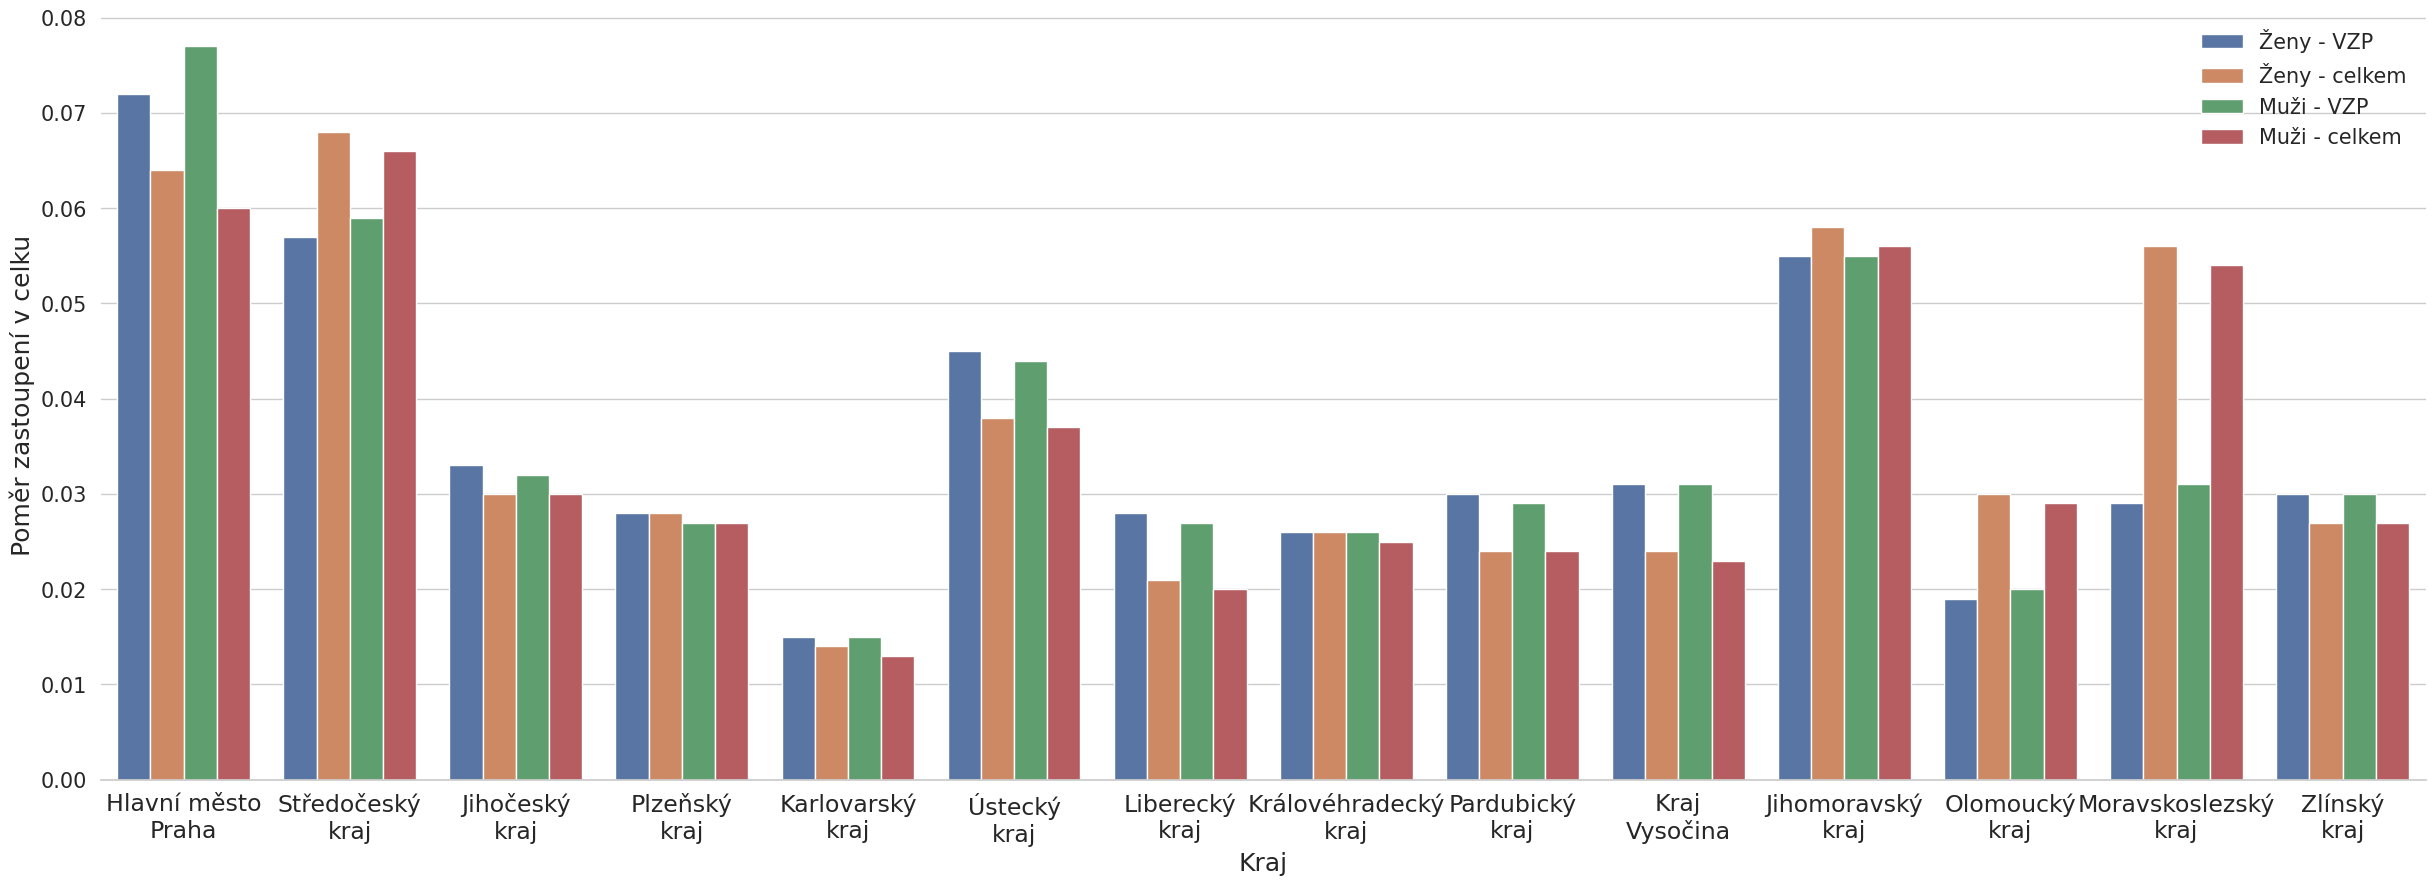 0.08
0.07
0.06
0.05
0.04
0.03
0.02
0.01
0.00
Poměr zastoupení v celku
Ženy - VZP
Ženy - celkem
Muži - VZP
Muži - celkem
Hlavní město
Praha
Středočeský
kraj
Jihočeský
kraj
Plzeňský
kraj
Karlovarský
kraj
Ústecký
kraj
Liberecký
kraj
Královéhradecký
kraj
Pardubický
kraj
Kraj
Vysočina
Jihomoravský
kraj
Olomoucký
kraj
Moravskoslezský
kraj
Zlínský
kraj
Kraj